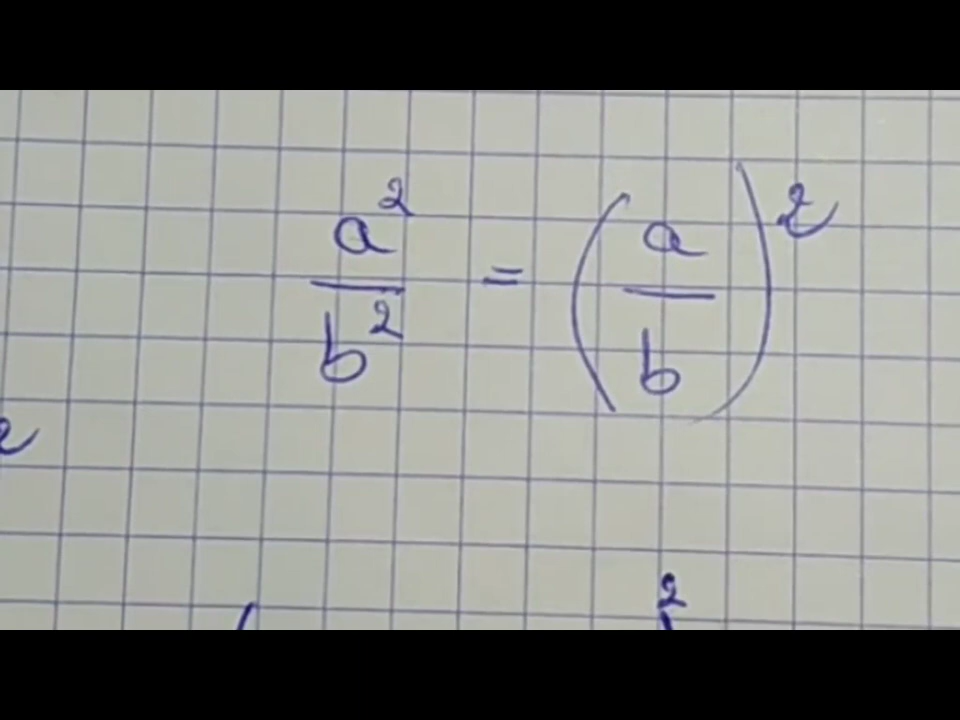 a²/b² = (a/b)²